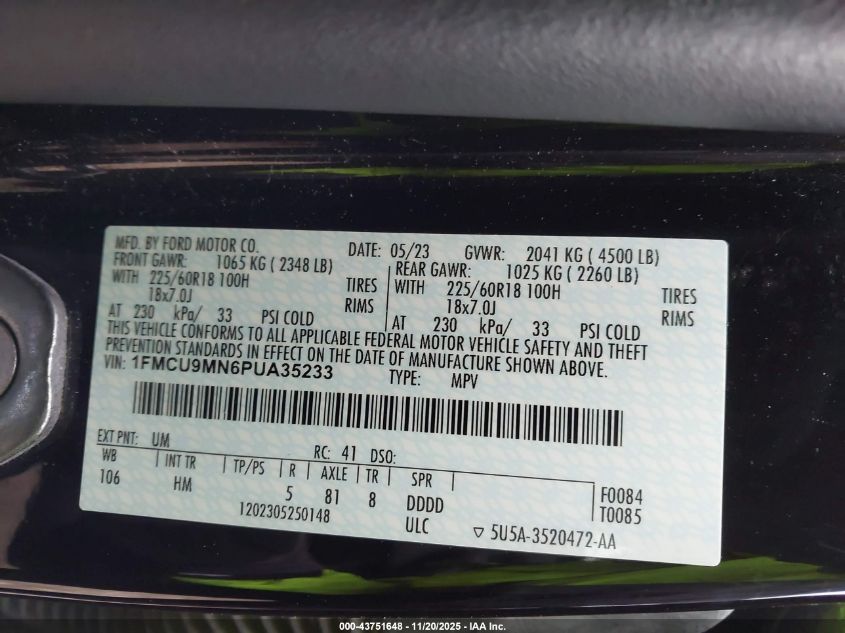 MFD. BY FORD MOTOR CO. DATE: 05/23 GVWR: 2041 KG ( 4500 LB)
FRONT GAWR: 1065 KG ( 2348 LB) REAR GAWR: 1025 KG ( 2260 LB)
WITH 225/60R18 100H TIRES WITH 225/60R18 100H TIRES
18x7.0J RIMS 18x7.0J RIMS
AT 230 kPa/ 33 PSI COLD AT 230 kPa/ 33 PSI COLD
THIS VEHICLE CONFORMS TO ALL APPLICABLE FEDERAL MOTOR VEHICLE SAFETY AND THEFT
PREVENTION STANDARDS IN EFFECT ON THE DATE OF MANUFACTURE SHOWN ABOVE.
VIN: 1FMCU9MN6PUA35233 TYPE: MPV
EXT PNT: UM RC: 41 DSO:
WB INT TR TP/PS R AXLE TR SPR
106 HM 5 81 8 DDDD F0084
1202305250148 ULC T0085
5U5A-3520472-AA
000-43751648 - 11/20/2025 - IAA Inc.